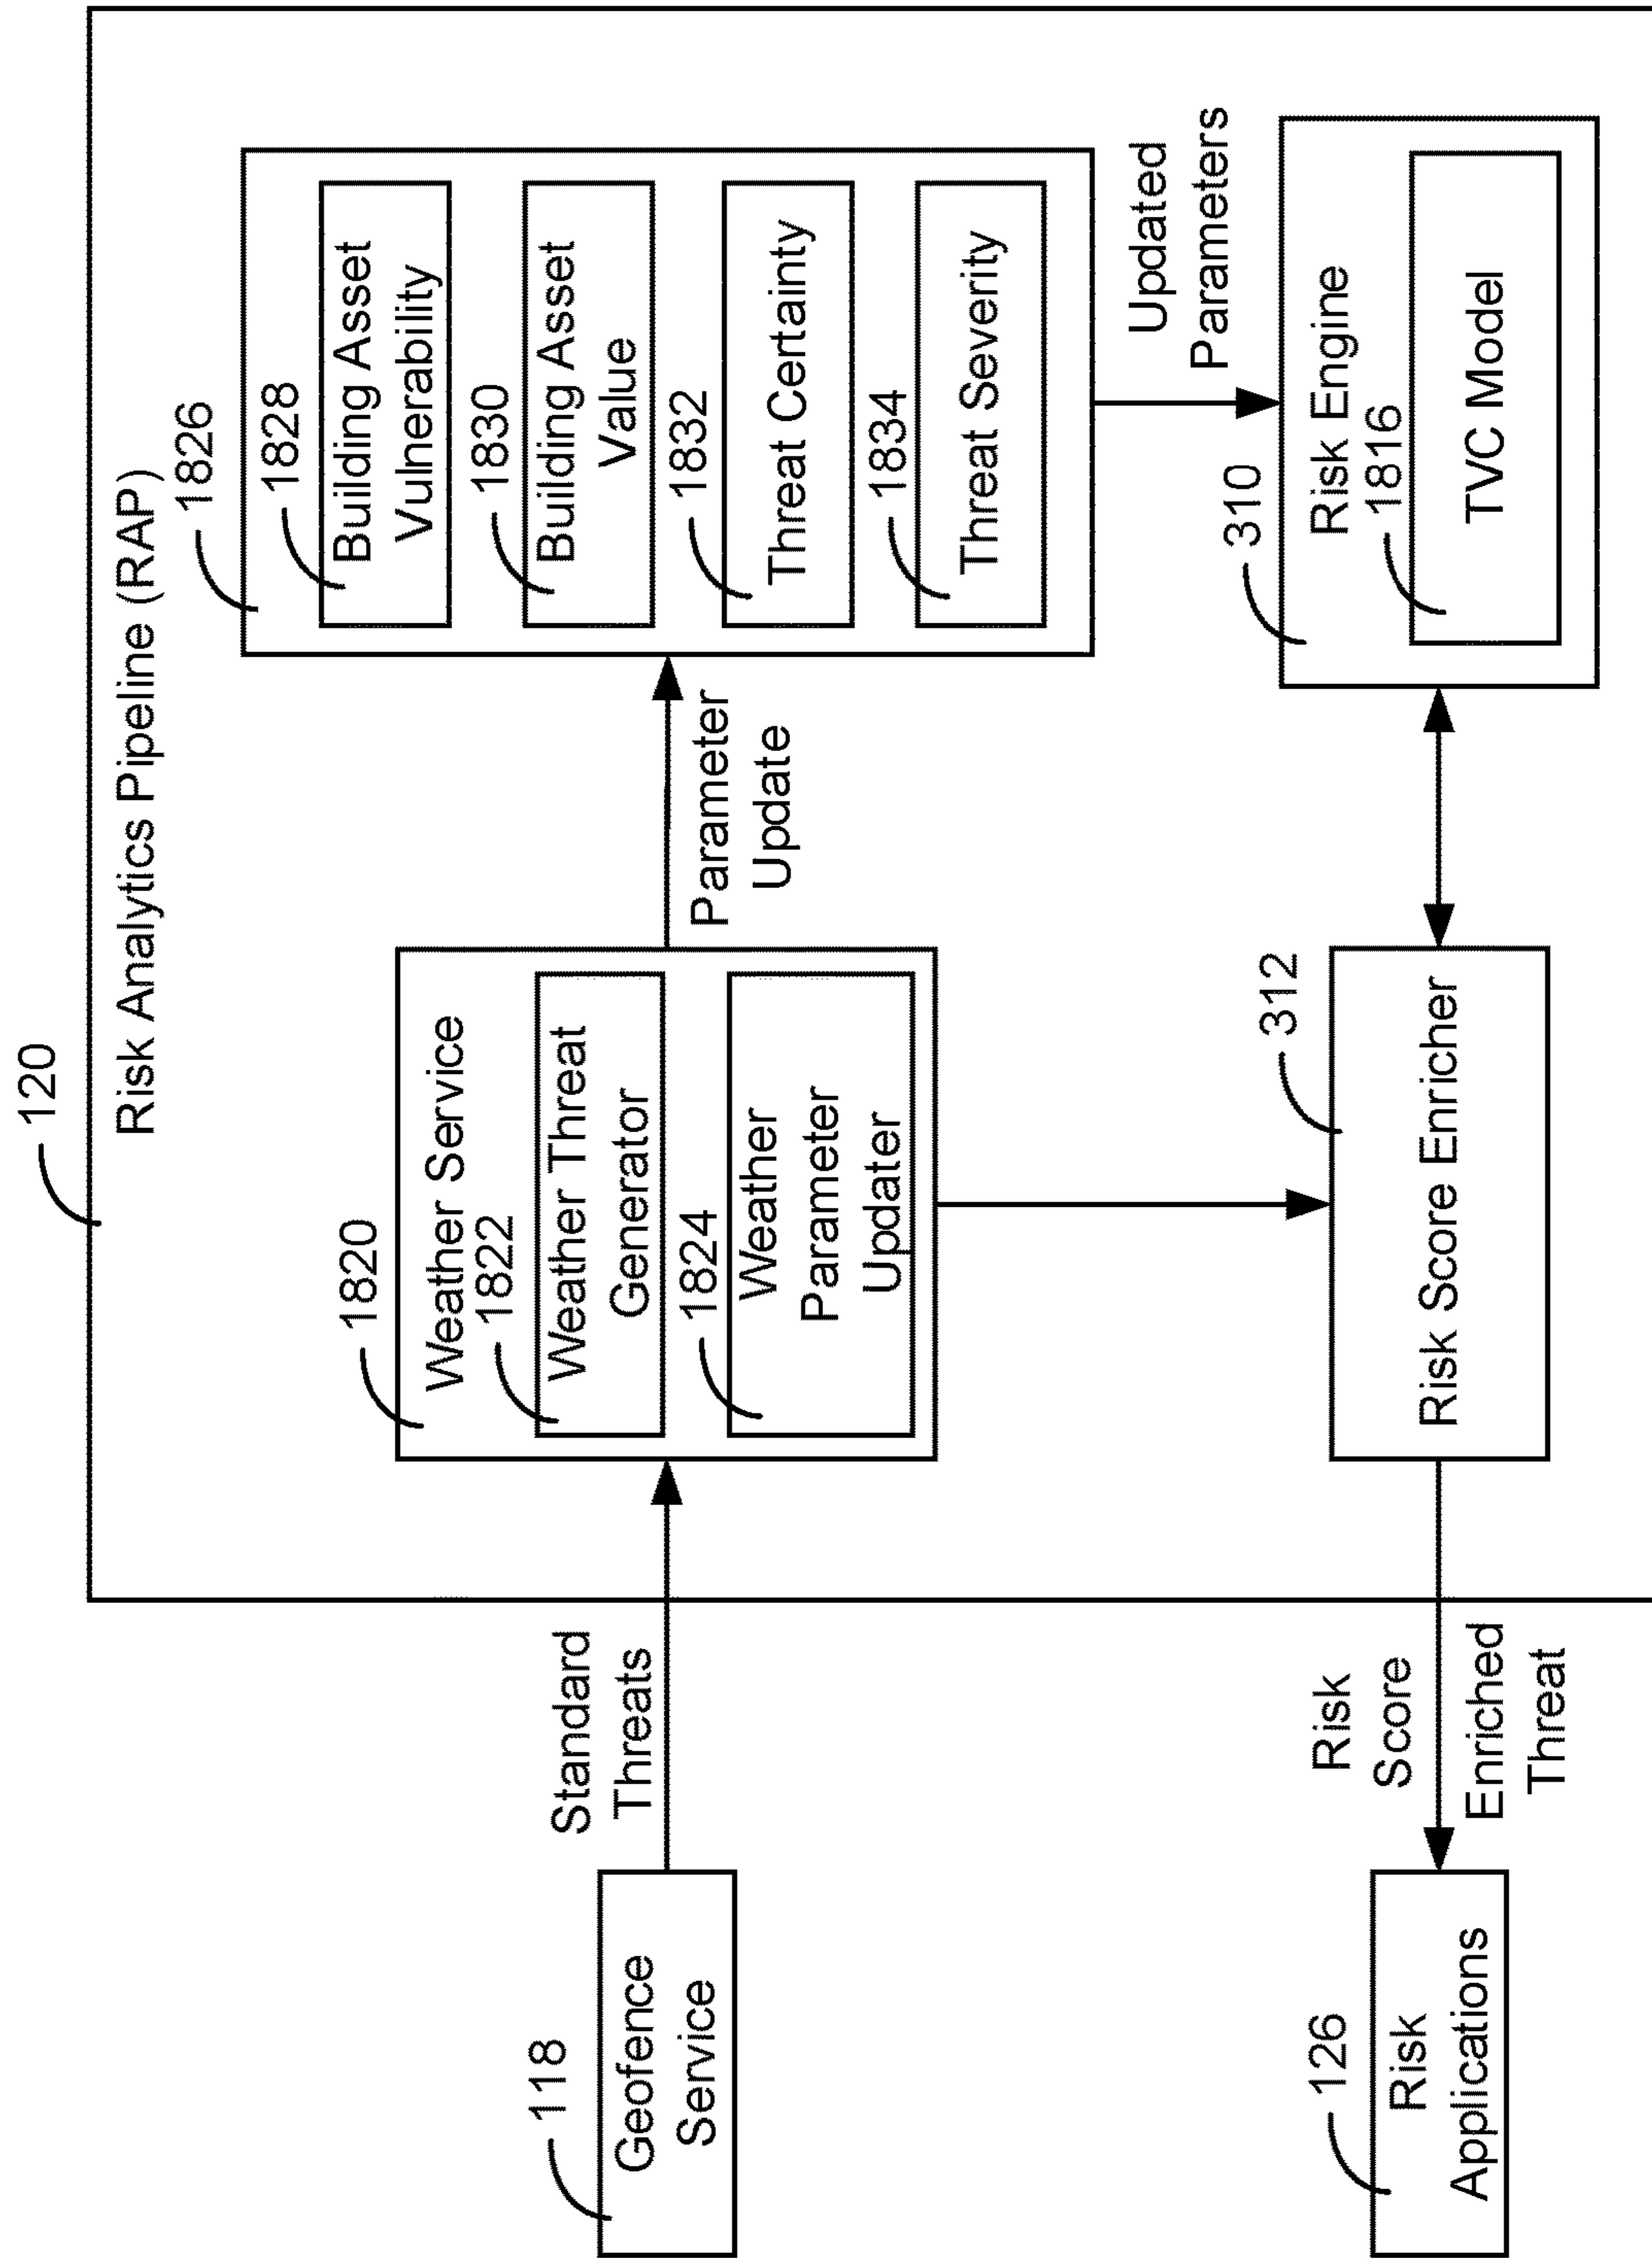 120
Risk Analytics Pipeline (RAP)
118
Geofence
Service
Standard
Threats
1820
Weather Service
1822
Weather Threat
Generator
1824
Weather
Parameter
Updater
Parameter
Update
1826
1828
Building Asset
Vulnerability
1830
Building Asset
Value
1832
Threat Certainty
1834
Threat Severity
Updated
Parameters
310
Risk Engine
1816
TVC Model
312
Risk Score Enricher
Risk
Score
Enriched
Threat
126
Risk
Applications